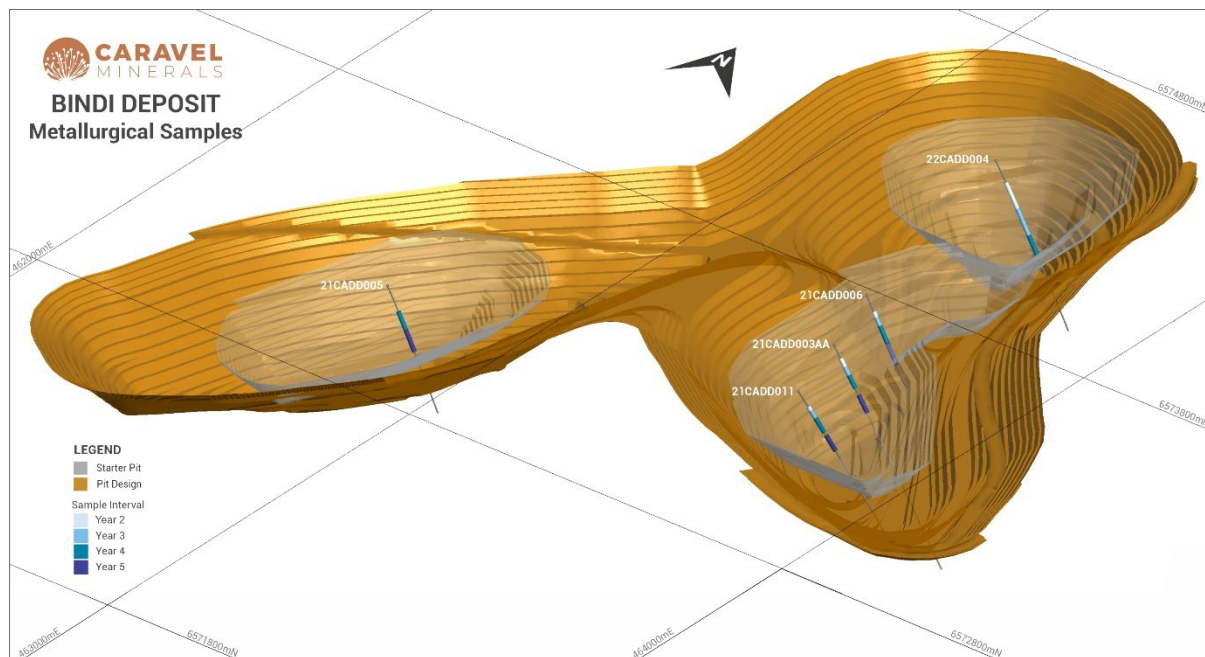 CARAVEL
MINERALS
BINDI DEPOSIT
Metallurgical Samples
N
6574800mN
22CADD004
462000mE
21CADD005
21CADD006
21CADD003AA
21CADD011
6573800mN
LEGEND
Starter Pit
Pit Design
Sample Interval
Year 2
Year 3
Year 4
Year 5
463000mE
6571800mN
464000mE
6572800mN